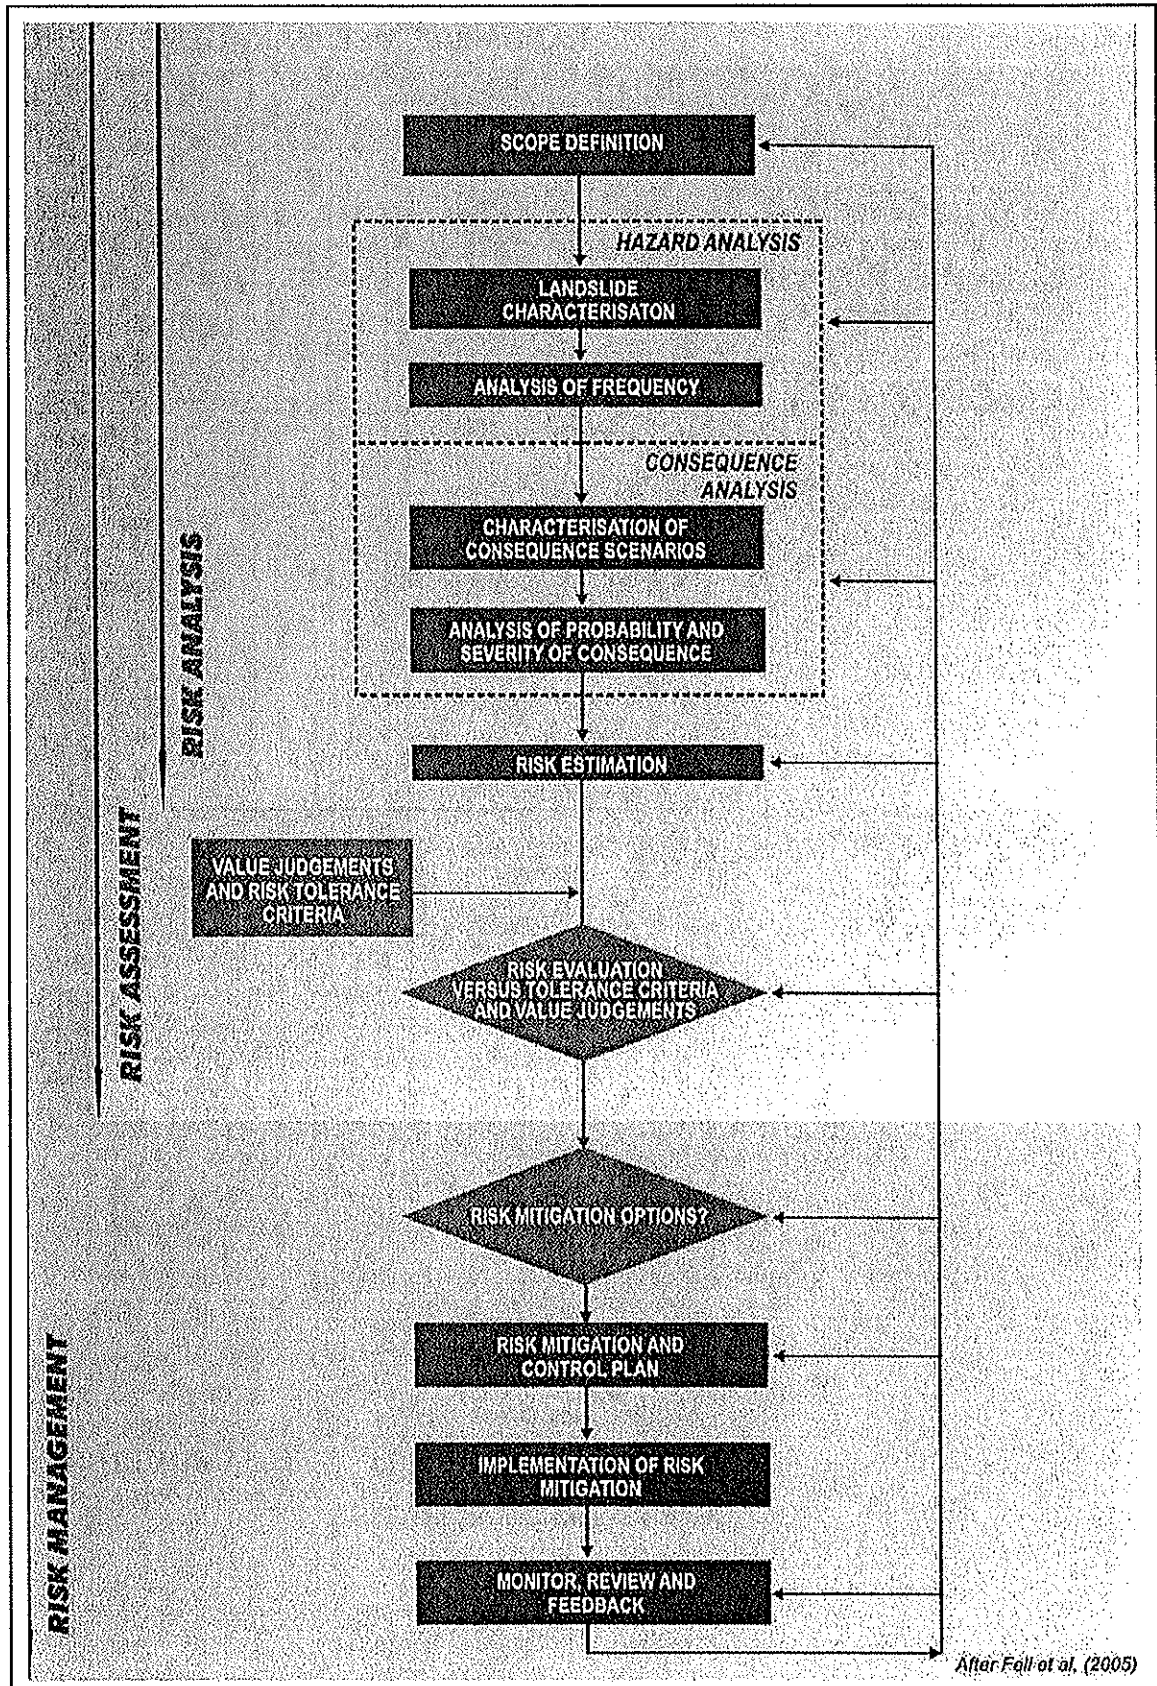 SCOPE DEFINITION
HAZARD ANALYSIS
LANDSLIDE
CHARACTERISATON
ANALYSIS OF FREQUENCY
CONSEQUENCE
ANALYSIS
CHARACTERISATION OF
CONSEQUENCE SCENARIOS
ANALYSIS OF PROBABILITY AND
SEVERITY OF CONSEQUENCE
RISK ANALYSIS
RISK ESTIMATION
VALUE JUDGEMENTS
AND RISK TOLERANCE
CRITERIA
RISK ASSESSMENT
RISK EVALUATION
VERSUS TOLERANCE CRITERIA
AND VALUE JUDGEMENTS
RISK MITIGATION OPTIONS?
RISK MITIGATION AND
CONTROL PLAN
RISK MANAGEMENT
IMPLEMENTATION OF RISK
MITIGATION
MONITOR, REVIEW AND
FEEDBACK
After Fell et al, (2005)